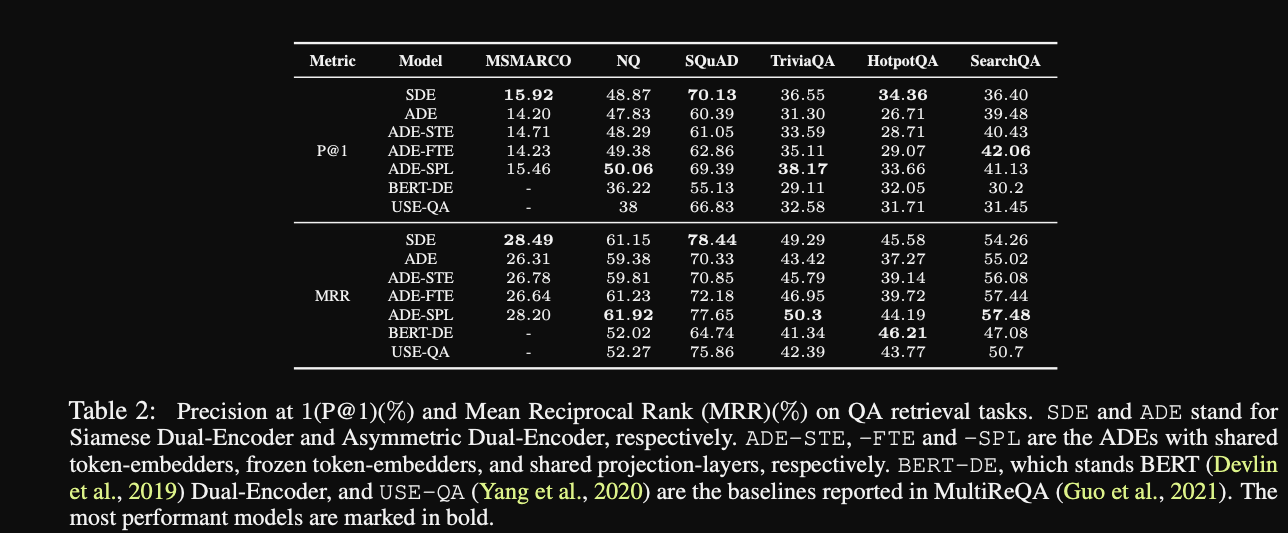 Metric Model MSMARCO NQ SQuAD TriviaQA HotpotQA SearchQA
SDE 15.92 48.87 70.13 36.55 34.36 36.40
ADE 14.20 47.83 60.39 31.30 26.71 39.48
ADE-STE 14.71 48.29 61.05 33.59 28.71 40.43
P@1 ADE-FTE 14.23 49.38 62.86 35.11 29.07 42.06
ADE-SPL 15.46 50.06 69.39 38.17 33.66 41.13
BERT-DE - 36.22 55.13 29.11 32.05 30.2
USE-QA - 38 66.83 32.58 31.71 31.45
SDE 28.49 61.15 78.44 49.29 45.58 54.26
ADE 26.31 59.38 70.33 43.42 37.27 55.02
ADE-STE 26.78 59.81 70.85 45.79 39.14 56.08
MRR ADE-FTE 26.64 61.23 72.18 46.95 39.72 57.44
ADE-SPL 28.20 61.92 77.65 50.3 44.19 57.48
BERT-DE - 52.02 64.74 41.34 46.21 47.08
USE-QA - 52.27 75.86 42.39 43.77 50.7
Table 2: Precision at 1(P@1)(%) and Mean Reciprocal Rank (MRR)(%) on QA retrieval tasks. SDE and ADE stand for
Siamese Dual-Encoder and Asymmetric Dual-Encoder, respectively. ADE-STE, -FTE and -SPL are the ADEs with shared
token-embedders, frozen token-embedders, and shared projection-layers, respectively. BERT-DE, which stands BERT (Devlin
et al., 2019) Dual-Encoder, and USE-QA (Yang et al., 2020) are the baselines reported in MultiReQA (Guo et al., 2021). The
most performant models are marked in bold.